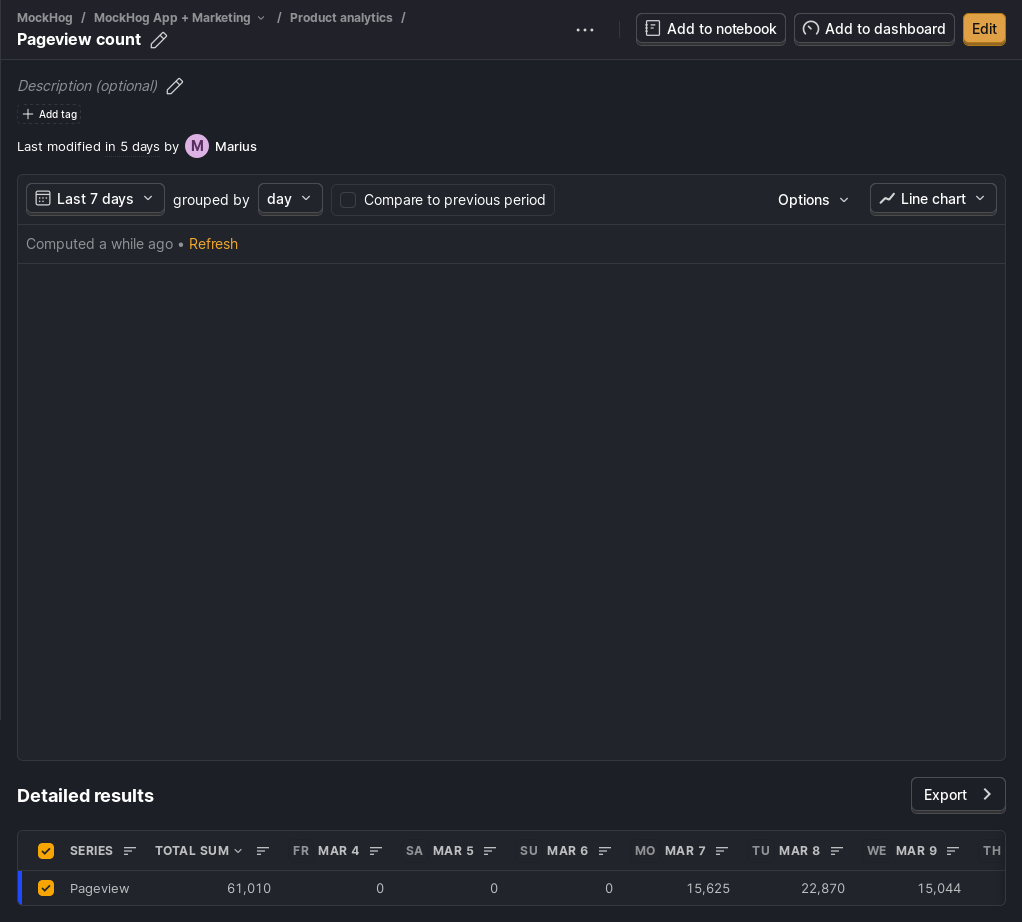 MockHog / MockHog App + Marketing / Product analytics /
Pageview count
Add to notebook
Add to dashboard
Edit
Description (optional)
Add tag
Last modified in 5 days by M Marius
Last 7 days grouped by day Compare to previous period Options Line chart
Computed a while ago • Refresh
Detailed results
Export
SERIES TOTAL SUM FR MAR 4 SA MAR 5 SU MAR 6 MO MAR 7 TU MAR 8 WE MAR 9 TH
Pageview 61,010 0 0 0 15,625 22,870 15,044